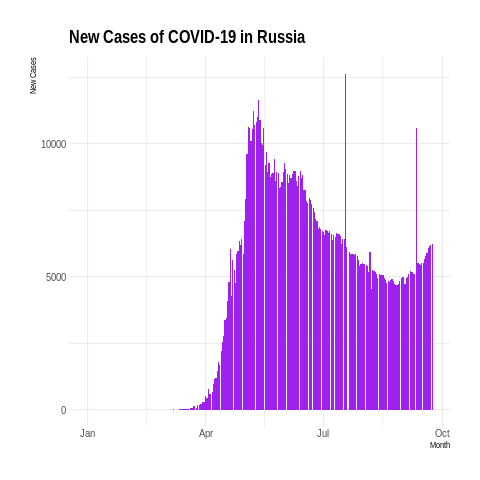 New Cases of COVID-19 in Russia
New Cases
10000
5000
0
Jan Apr Jul Oct
Month